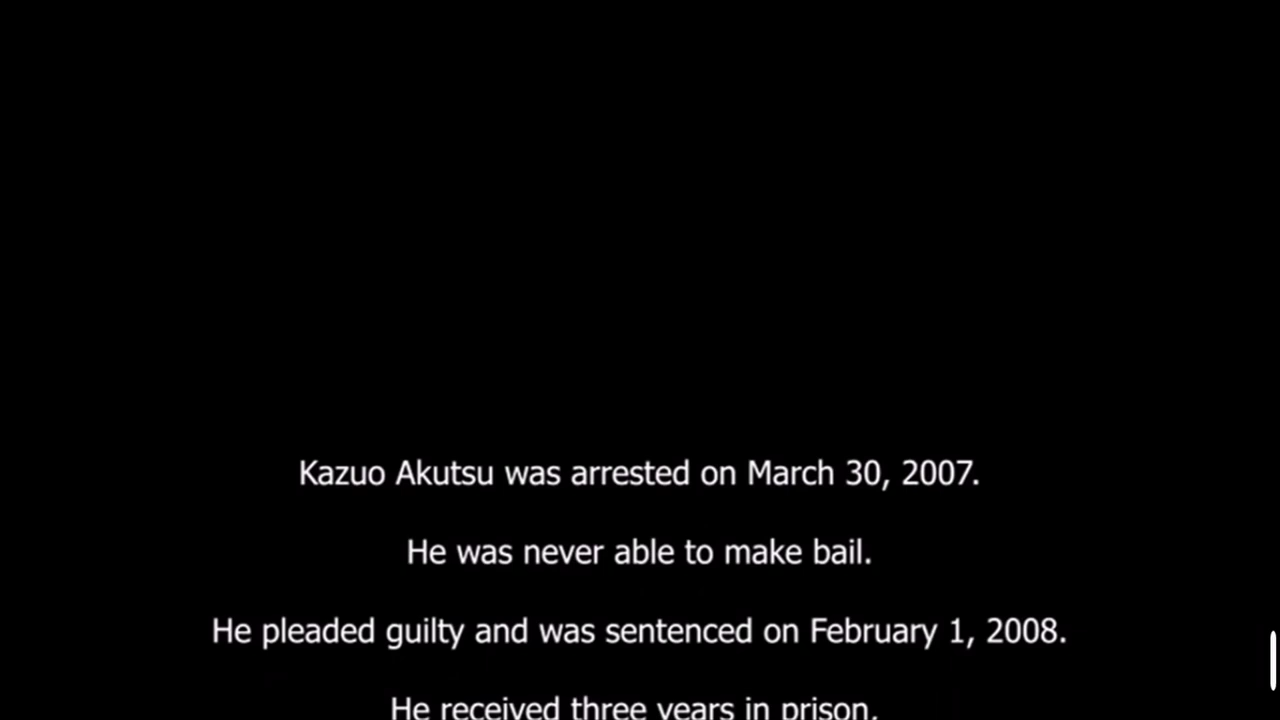 Kazuo Akutsu was arrested on March 30, 2007.
He was never able to make bail.
He pleaded guilty and was sentenced on February 1, 2008.
He received three years in prison,